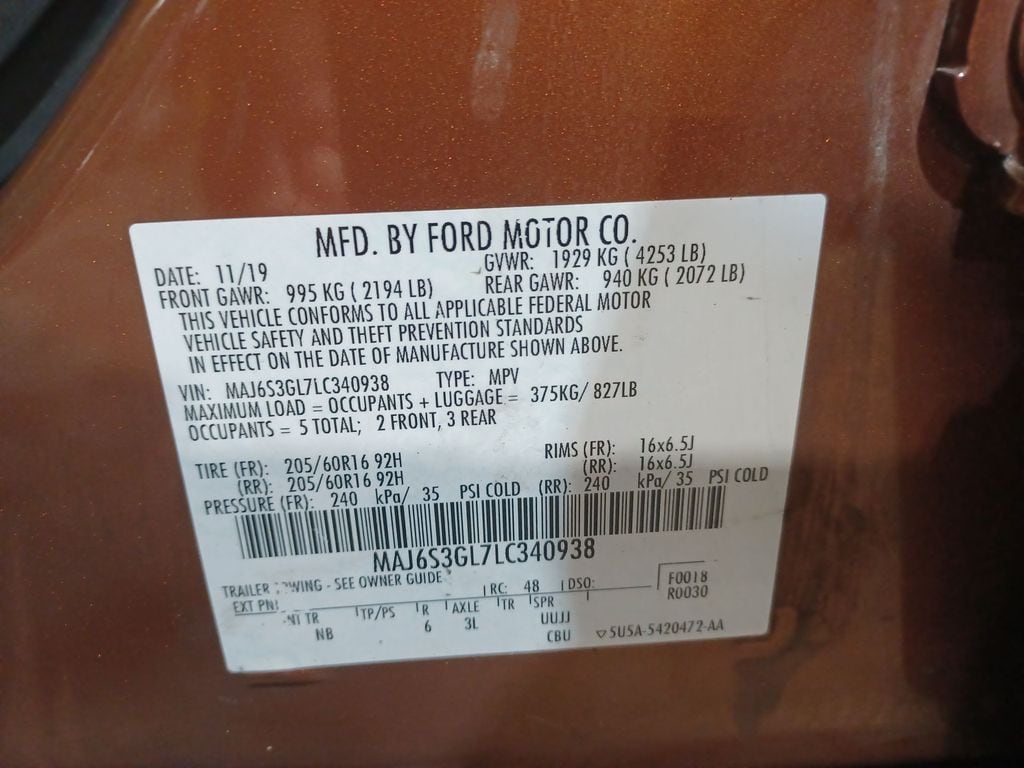 MFD. BY FORD MOTOR CO.
DATE: 11/19 GVWR: 1929 KG ( 4253 LB)
FRONT GAWR: 995 KG ( 2194 LB) REAR GAWR: 940 KG ( 2072 LB)
THIS VEHICLE CONFORMS TO ALL APPLICABLE FEDERAL MOTOR
VEHICLE SAFETY AND THEFT PREVENTION STANDARDS
IN EFFECT ON THE DATE OF MANUFACTURE SHOWN ABOVE.
VIN: MAJ6S3GL7LC340938 TYPE: MPV
MAXIMUM LOAD = OCCUPANTS + LUGGAGE = 375KG/ 827LB
OCCUPANTS = 5 TOTAL; 2 FRONT, 3 REAR
TIRE (FR): 205/60R16 92H RIMS (FR): 16x6.5J
(RR): 205/60R16 92H (RR): 16x6.5J
PRESSURE (FR): 240 kPa/ 35 PSI COLD (RR): 240 kPa/ 35 PSI COLD
MAJ6S3GL7LC340938
TRAILER TOWING - SEE OWNER GUIDE
EXT PNT RC: 48 DSO: F0018
R0030
TR TP/PS R AXLE TR SPR
NB 6 3L UUJJ
CBU 5U5A-5420472-AA